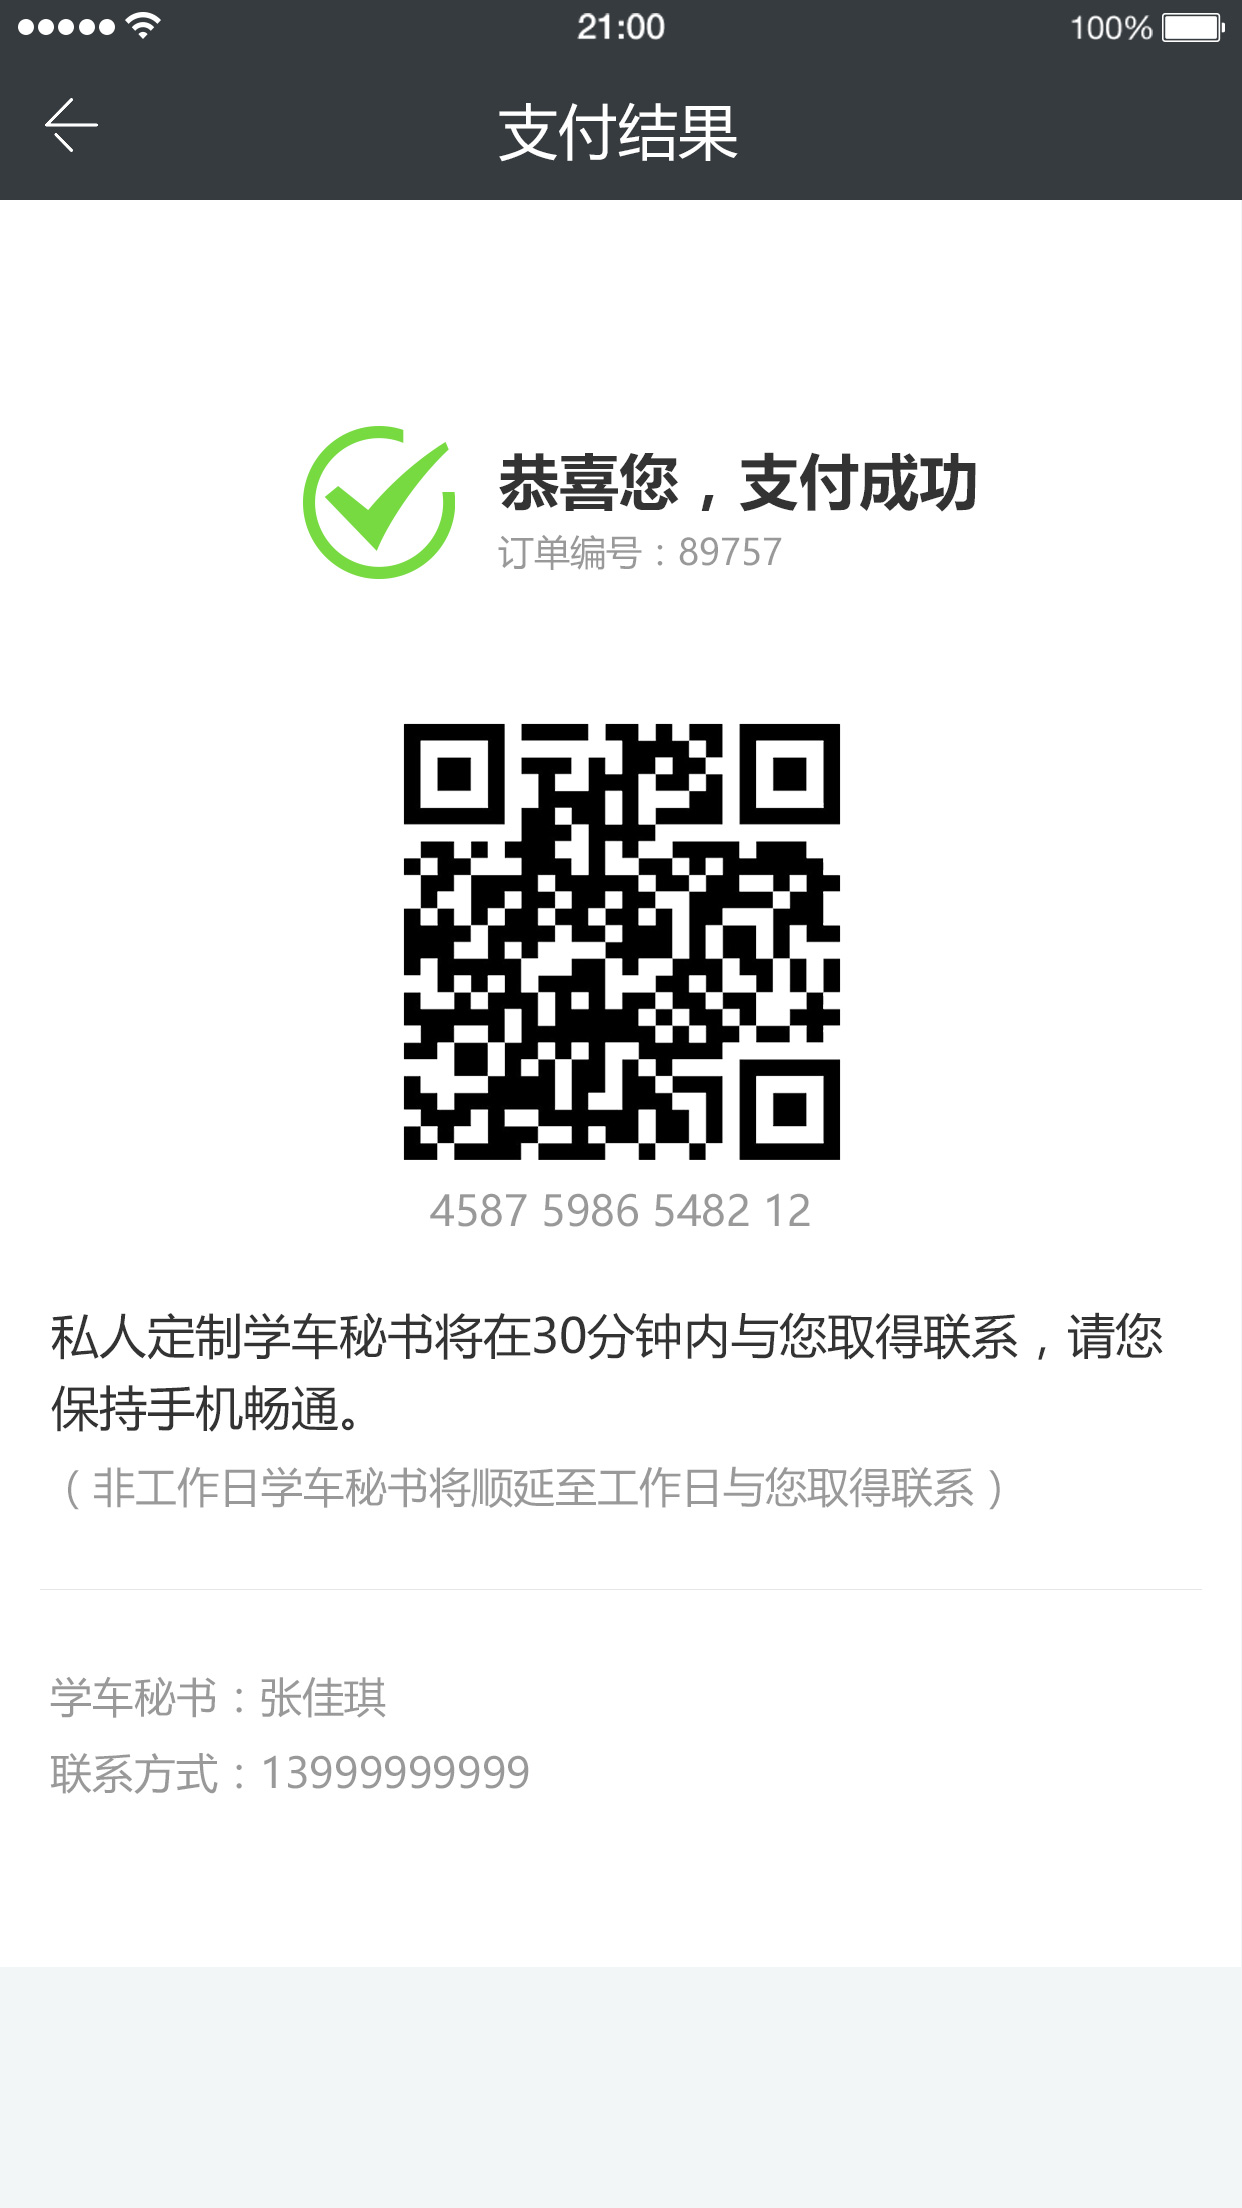 21:00
100%
支付结果
恭喜您，支付成功
订单编号：89757
4587 5986 5482 12
私人定制学车秘书将在30分钟内与您取得联系，请您
保持手机畅通。
（非工作日学车秘书将顺延至工作日与您取得联系）
学车秘书：张佳琪
联系方式：13999999999